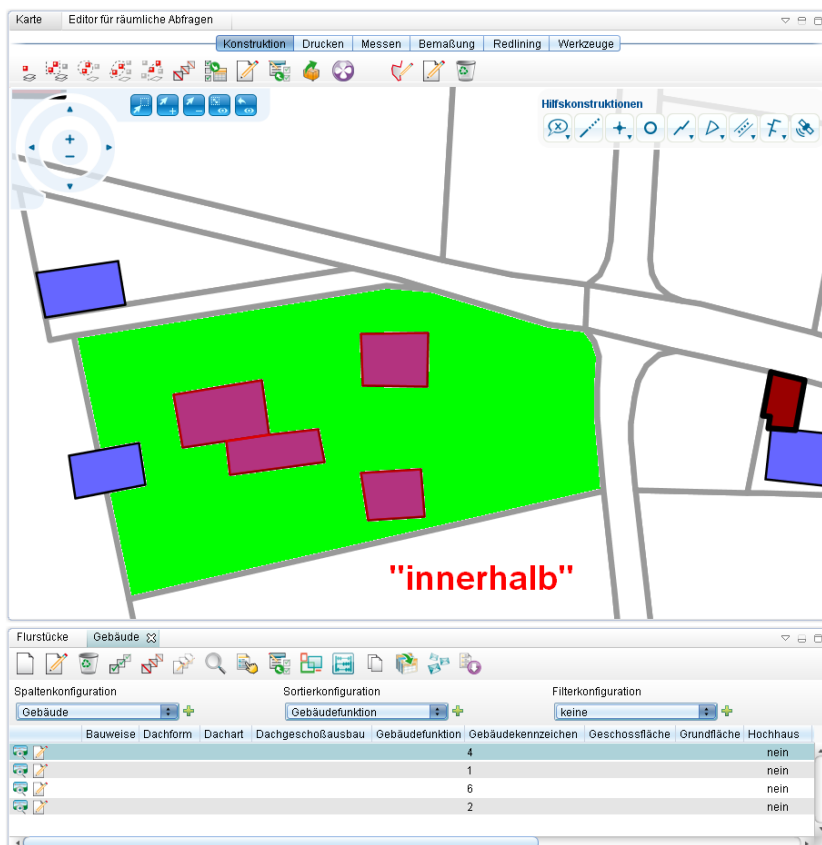 Karte Editor für räumliche Abfragen
Konstruktion Drucken Messen Bemaßung Redlining Werkzeuge
Hilfskonstruktionen
"innerhalb"
Flurstücke Gebäude
Spaltenkonfiguration Sortierkonfiguration Filterkonfiguration
Gebäude Gebäudefunktion keine
Bauweise Dachform Dachart Dachgeschoßausbau Gebäudefunktion Gebäudekennzeichen Geschossfläche Grundfläche Hochhaus
4 nein
1 nein
6 nein
2 nein